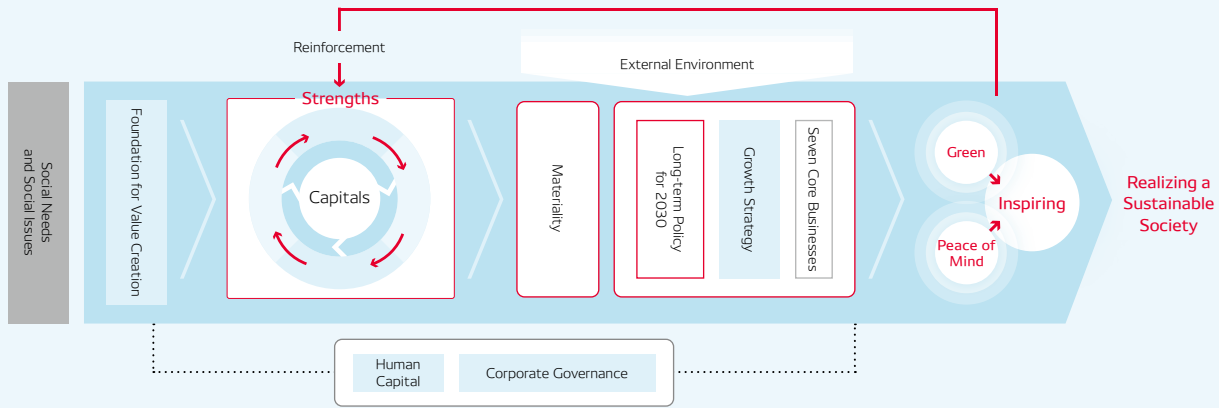 Reinforcement
External Environment
Social Needs
and Social Issues
Foundation for Value Creation
Strengths
Capitals
Materiality
Long-term Policy
for 2030
Growth Strategy
Seven Core Businesses
Green
Inspiring
Peace of
Mind
Realizing a
Sustainable
Society
Human
Capital
Corporate Governance